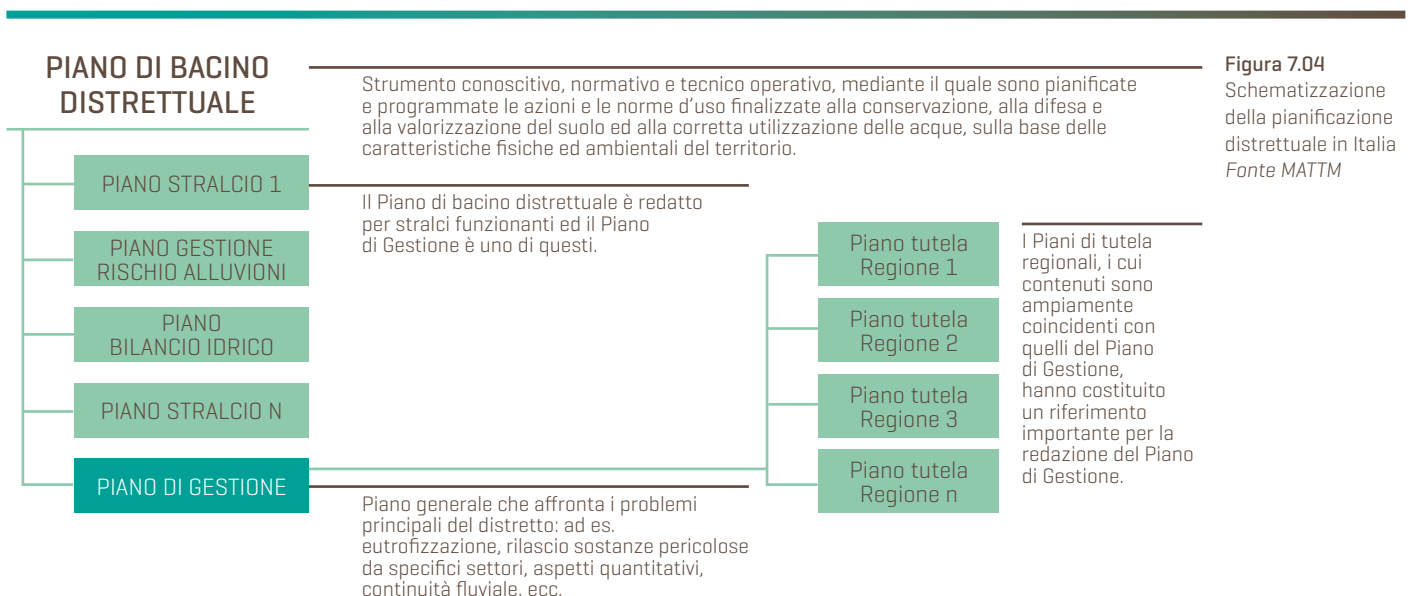 PIANO DI BACINO
DISTRETTUALE
Strumento conoscitivo, normativo e tecnico operativo, mediante il quale sono pianificate
e programmate le azioni e le norme d'uso finalizzate alla conservazione, alla difesa e
alla valorizzazione del suolo ed alla corretta utilizzazione delle acque, sulla base delle
caratteristiche fisiche ed ambientali del territorio.
Figura 7.04
Schematizzazione
della pianificazione
distrettuale in Italia
Fonte MATTM
PIANO STRALCIO 1
Il Piano di bacino distrettuale è redatto
per stralci funzionanti ed il Piano
di Gestione è uno di questi.
PIANO GESTIONE
RISCHIO ALLUVIONI
PIANO
BILANCIO IDRICO
PIANO STRALCIO N
PIANO DI GESTIONE
Piano generale che affronta i problemi
principali del distretto: ad es.
eutrofizzazione, rilascio sostanze pericolose
da specifici settori, aspetti quantitativi,
continuità fluviale, ecc.
Piano tutela
Regione 1
Piano tutela
Regione 2
Piano tutela
Regione 3
Piano tutela
Regione n
I Piani di tutela
regionali, i cui
contenuti sono
ampiamente
coincidenti con
quelli del Piano
di Gestione,
hanno costituito
un riferimento
importante per la
redazione del Piano
di Gestione.